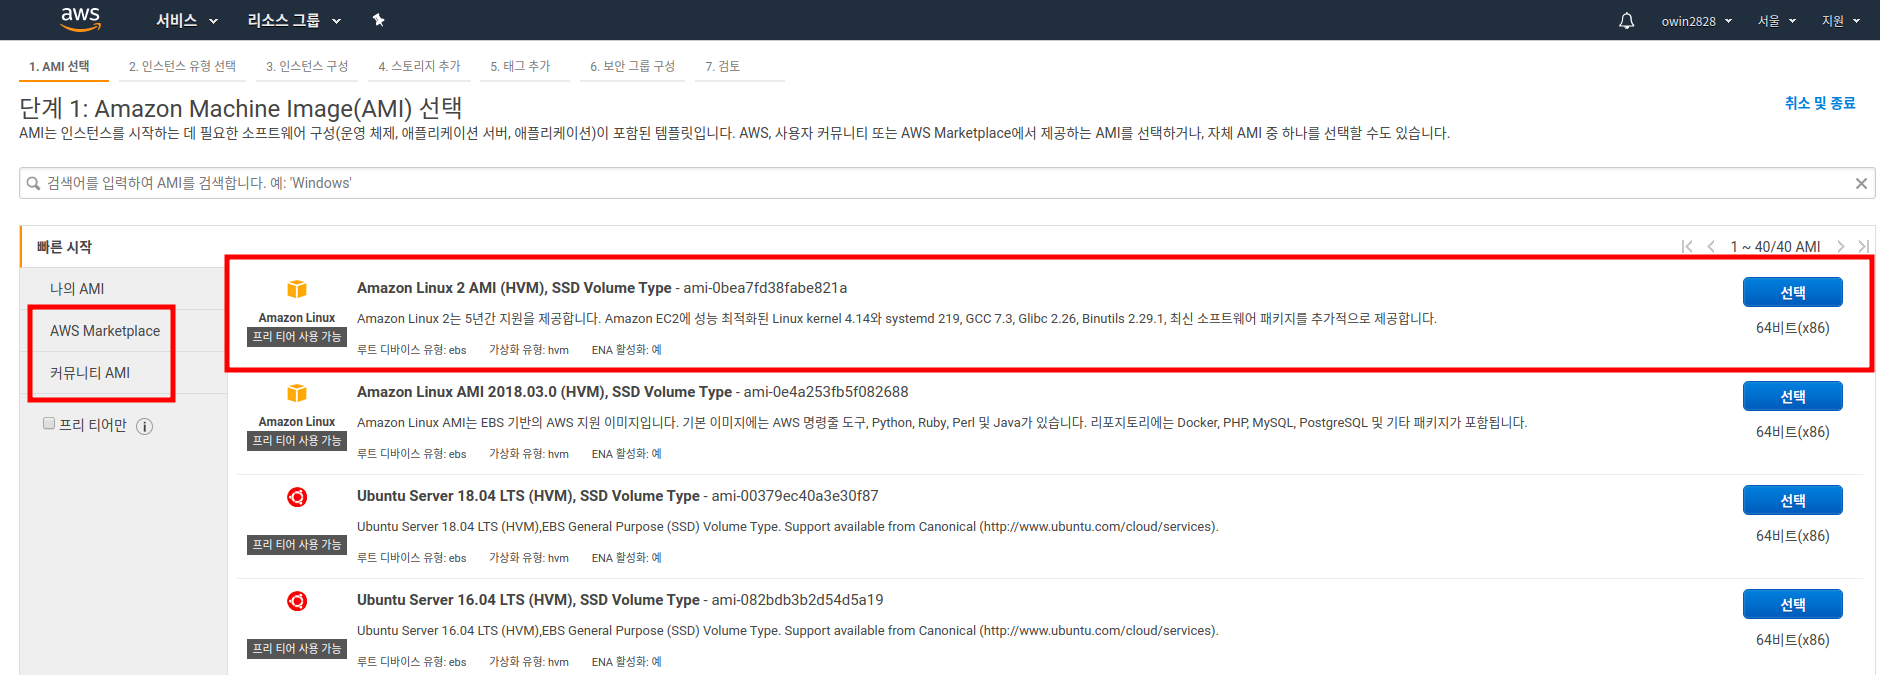 aws 서비스 리소스 그룹 owin2828 서울 지원
1. AMI 선택 2. 인스턴스 유형 선택 3. 인스턴스 구성 4. 스토리지 추가 5. 태그 추가 6. 보안 그룹 구성 7. 검토
단계 1: Amazon Machine Image(AMI) 선택
취소 및 종료
AMI는 인스턴스를 시작하는 데 필요한 소프트웨어 구성(운영 체제, 애플리케이션 서버, 애플리케이션)이 포함된 템플릿입니다. AWS, 사용자 커뮤니티 또는 AWS Marketplace에서 제공하는 AMI를 선택하거나, 자체 AMI 중 하나를 선택할 수도 있습니다.
검색어를 입력하여 AMI를 검색합니다. 예: 'Windows'
빠른 시작
나의 AMI
AWS Marketplace
커뮤니티 AMI
프리 티어만
1 ~ 40/40 AMI
Amazon Linux
프리 티어 사용 가능
Amazon Linux 2 AMI (HVM), SSD Volume Type - ami-0bea7fd38fabe821a
Amazon Linux 2는 5년간 지원을 제공합니다. Amazon EC2에 성능 최적화된 Linux kernel 4.14와 systemd 219, GCC 7.3, Glibc 2.26, Binutils 2.29.1, 최신 소프트웨어 패키지를 추가적으로 제공합니다.
루트 디바이스 유형: ebs 가상화 유형: hvm ENA 활성화: 예
선택
64비트(x86)
Amazon Linux
프리 티어 사용 가능
Amazon Linux AMI 2018.03.0 (HVM), SSD Volume Type - ami-0e4a253fb5f082688
Amazon Linux AMI는 EBS 기반의 AWS 지원 이미지입니다. 기본 이미지에는 AWS 명령줄 도구, Python, Ruby, Perl 및 Java가 있습니다. 리포지토리에는 Docker, PHP, MySQL, PostgreSQL 및 기타 패키지가 포함됩니다.
루트 디바이스 유형: ebs 가상화 유형: hvm ENA 활성화: 예
선택
64비트(x86)
프리 티어 사용 가능
Ubuntu Server 18.04 LTS (HVM), SSD Volume Type - ami-00379ec40a3e30f87
Ubuntu Server 18.04 LTS (HVM),EBS General Purpose (SSD) Volume Type. Support available from Canonical (http://www.ubuntu.com/cloud/services).
루트 디바이스 유형: ebs 가상화 유형: hvm ENA 활성화: 예
선택
64비트(x86)
프리 티어 사용 가능
Ubuntu Server 16.04 LTS (HVM), SSD Volume Type - ami-082bdb3b2d54d5a19
Ubuntu Server 16.04 LTS (HVM),EBS General Purpose (SSD) Volume Type. Support available from Canonical (http://www.ubuntu.com/cloud/services).
루트 디바이스 유형: ebs 가상화 유형: hvm ENA 활성화: 예
선택
64비트(x86)